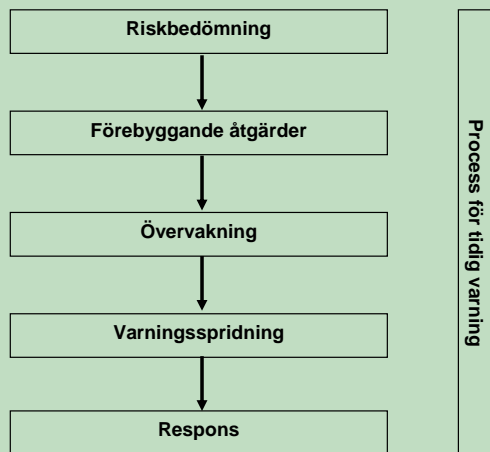 Riskbedömning
Förebyggande åtgärder
Övervakning
Varningsspridning
Respons
Process för tidig varning